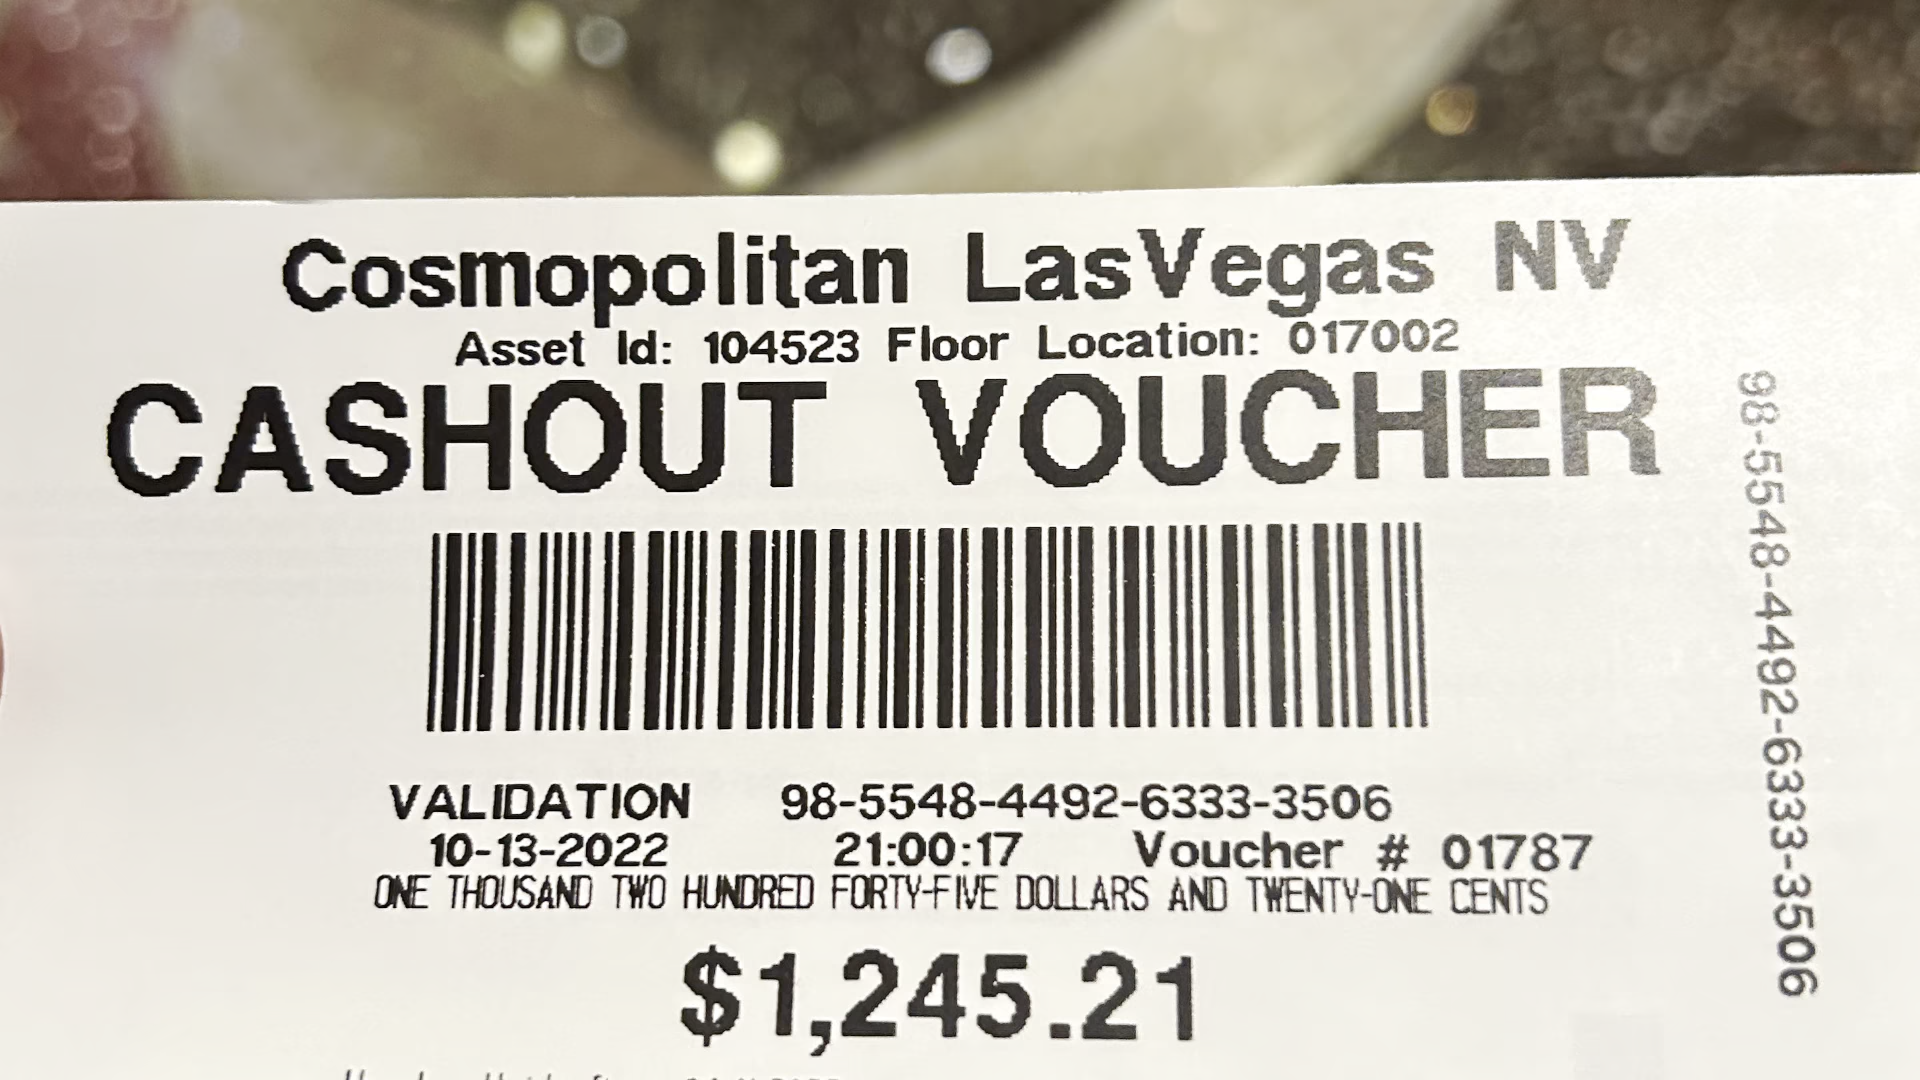 Cosmopolitan LasVegas NV
Asset Id: 104523 Floor Location: 017002
CASHOUT VOUCHER
VALIDATION 98-5548-4492-6333-3506
10-13-2022 21:00:17 Voucher # 01787
ONE THOUSAND TWO HUNDRED FORTY-FIVE DOLLARS AND TWENTY-ONE CENTS
$1,245.21
98-5548-4492-6333-3506